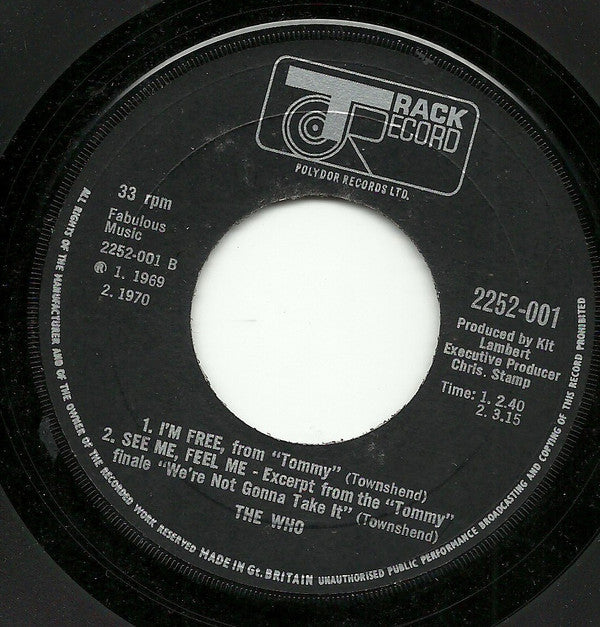 TRACK
RECORD
POLYDOR RECORDS LTD.
33 rpm
Fabulous
Music
2252-001 B
℗ 1. 1969
2. 1970
2252-001
Produced by Kit
Lambert
Executive Producer
Chris. Stamp
Time: 1. 2.40
2. 3.15
1. I'M FREE, from "Tommy" (Townshend)
2. SEE ME, FEEL ME - Excerpt from the "Tommy"
finale "We're Not Gonna Take It" (Townshend)
THE WHO
ALL RIGHTS OF THE MANUFACTURER AND OF THE OWNER OF THE RECORDED WORK RESERVED MADE IN Gt. BRITAIN UNAUTHORISED PUBLIC PERFORMANCE BROADCASTING AND COPYING OF THIS RECORD PROHIBITED